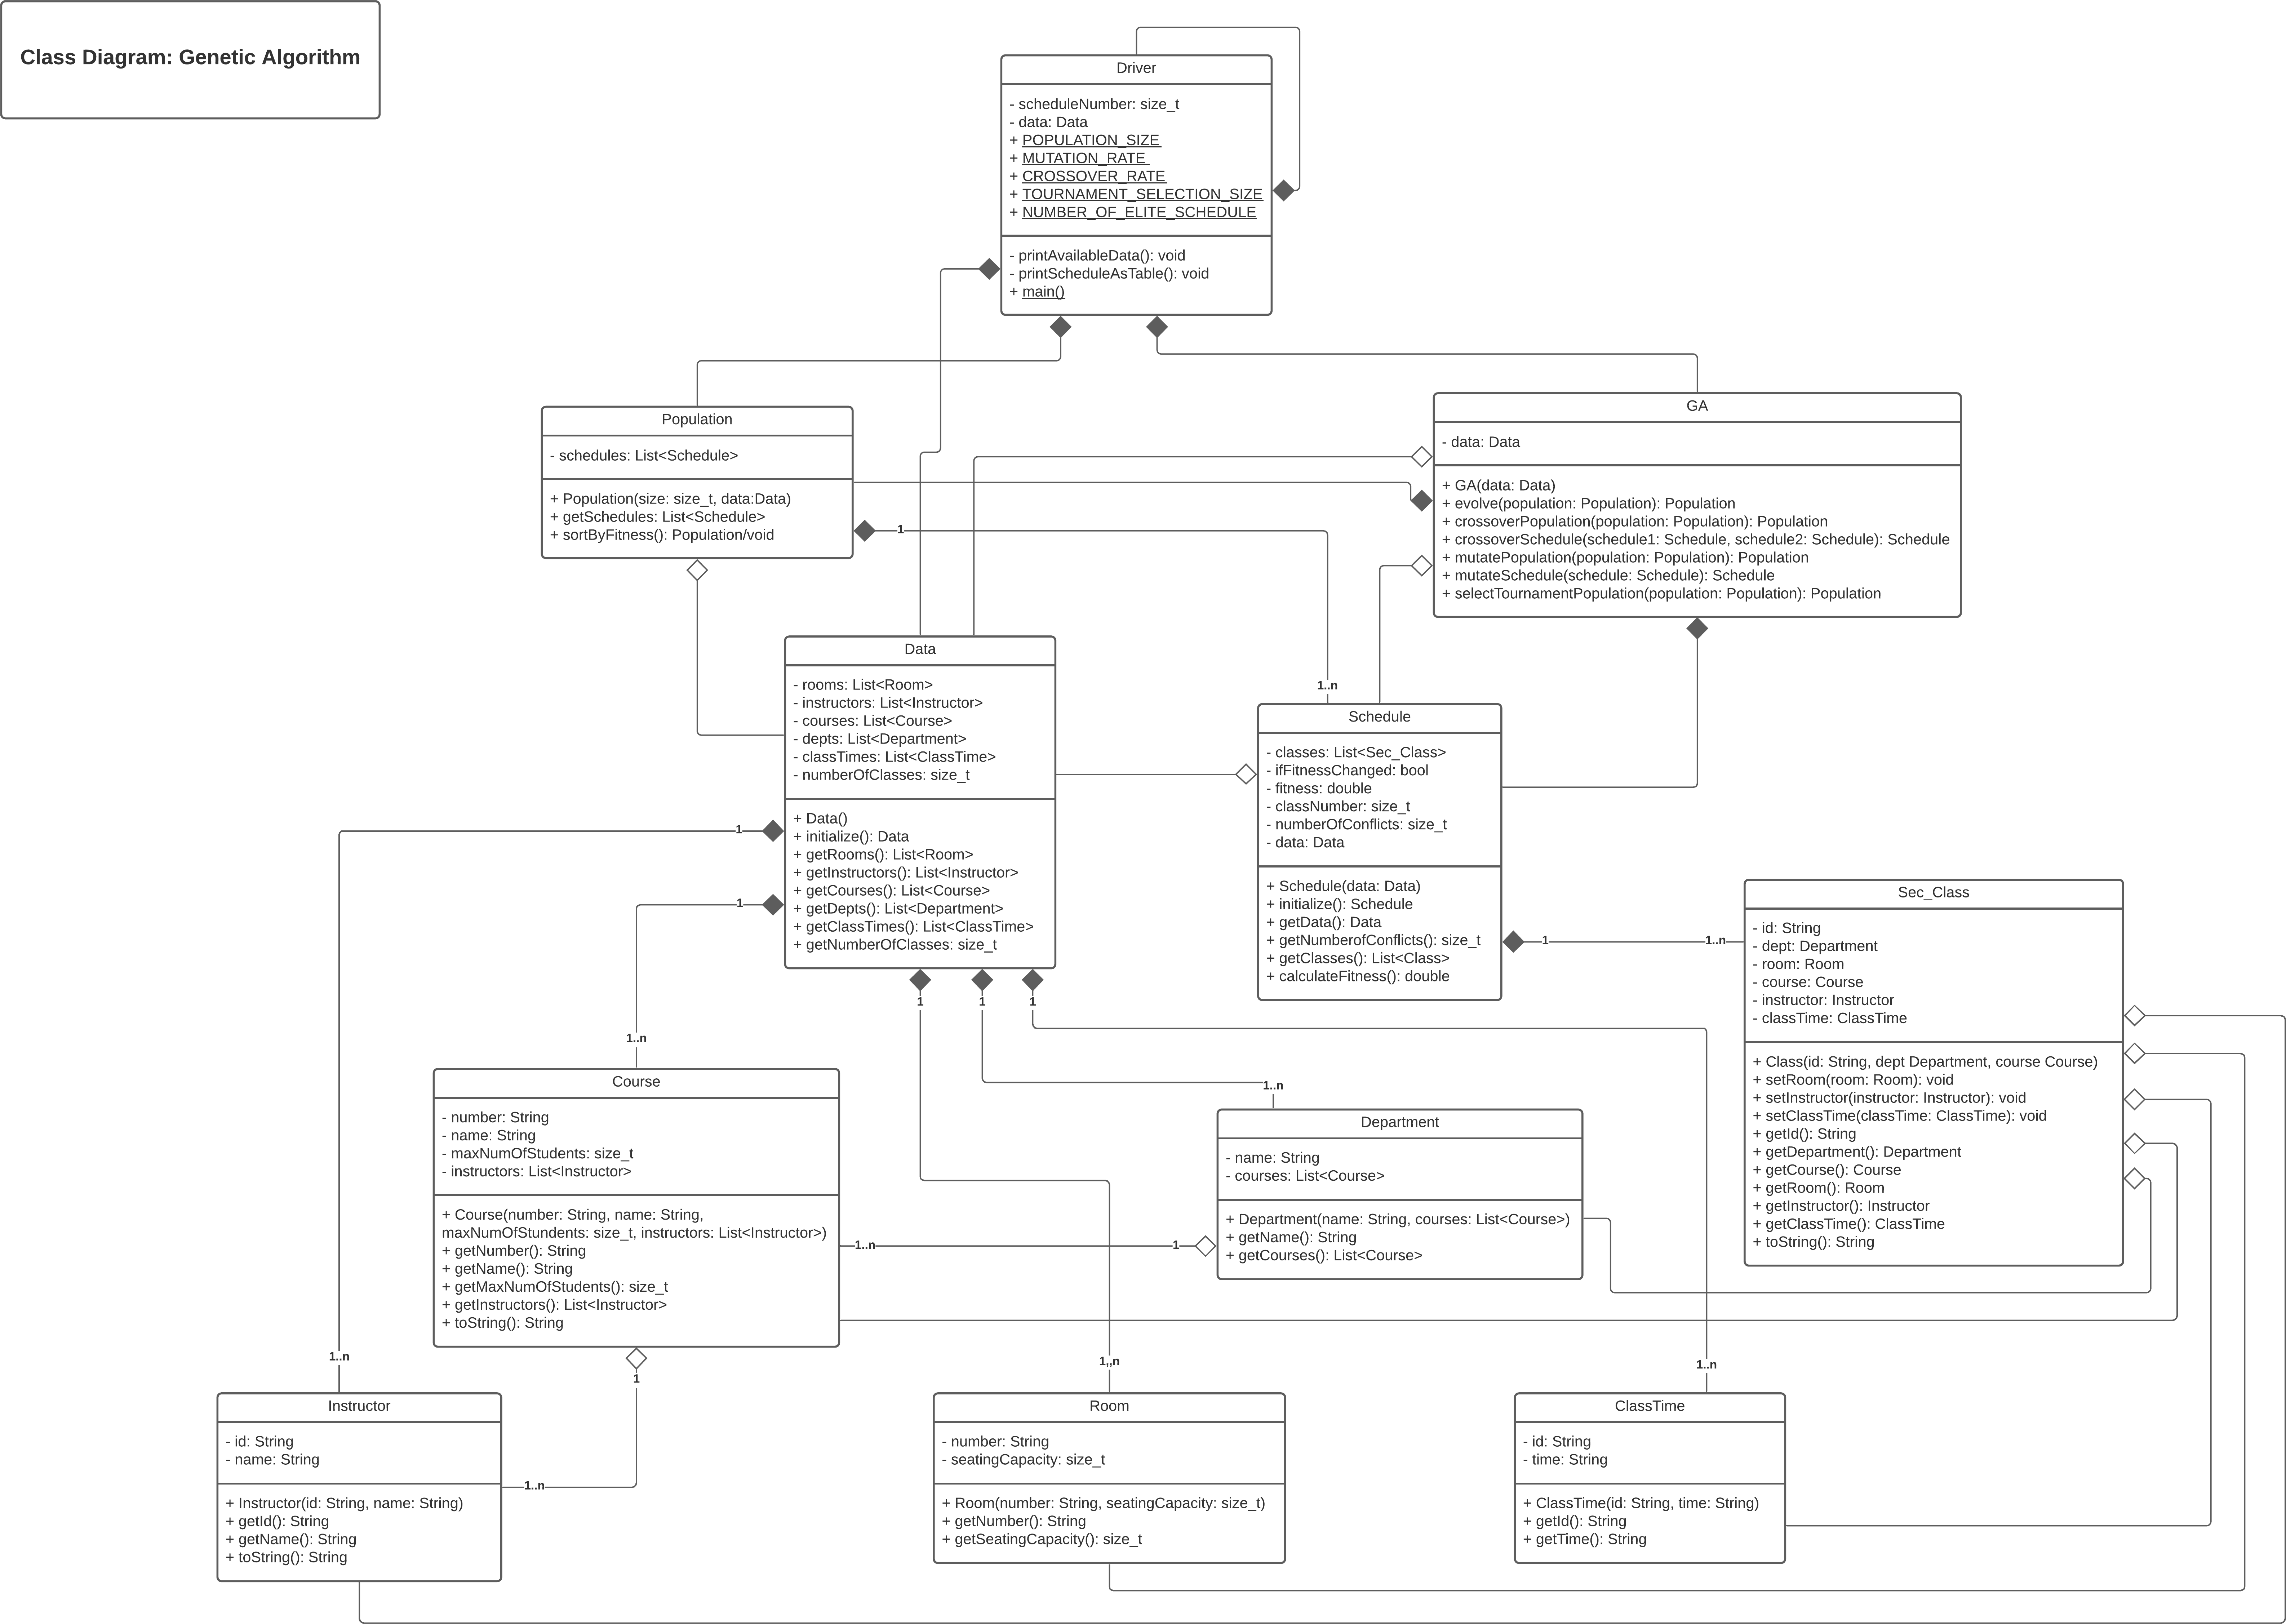 Class Diagram: Genetic Algorithm
Driver
- scheduleNumber: size_t
- data: Data
+ POPULATION_SIZE
+ MUTATION_RATE
+ CROSSOVER_RATE
+ TOURNAMENT_SELECTION_SIZE
+ NUMBER_OF_ELITE_SCHEDULE
- printAvailableData(): void
- printScheduleAsTable(): void
+ main()
Population
- schedules: List<Schedule>
+ Population(size: size_t, data:Data)
+ getSchedules: List<Schedule>
+ sortByFitness(): Population/void
1
1..n
GA
- data: Data
+ GA(data: Data)
+ evolve(population: Population): Population
+ crossoverPopulation(population: Population): Population
+ crossoverSchedule(schedule1: Schedule, schedule2: Schedule): Schedule
+ mutatePopulation(population: Population): Population
+ mutateSchedule(schedule: Schedule): Schedule
+ selectTournamentPopulation(population: Population): Population
Data
- rooms: List<Room>
- instructors: List<Instructor>
- courses: List<Course>
- depts: List<Department>
- classTimes: List<ClassTime>
- numberOfClasses: size_t
+ Data()
+ initialize(): Data
+ getRooms(): List<Room>
+ getInstructors(): List<Instructor>
+ getCourses(): List<Course>
+ getDepts(): List<Department>
+ getClassTimes(): List<ClassTime>
+ getNumberOfClasses: size_t
1
1
1
1
1
Schedule
- classes: List<Sec_Class>
- ifFitnessChanged: bool
- fitness: double
- classNumber: size_t
- numberOfConflicts: size_t
- data: Data
+ Schedule(data: Data)
+ initialize(): Schedule
+ getData(): Data
+ getNumberofConflicts(): size_t
+ getClasses(): List<Class>
+ calculateFitness(): double
1
1..n
Sec_Class
- id: String
- dept: Department
- room: Room
- course: Course
- instructor: Instructor
- classTime: ClassTime
+ Class(id: String, dept Department, course Course)
+ setRoom(room: Room): void
+ setInstructor(instructor: Instructor): void
+ setClassTime(classTime: ClassTime): void
+ getId(): String
+ getDepartment(): Department
+ getCourse(): Course
+ getRoom(): Room
+ getInstructor(): Instructor
+ getClassTime(): ClassTime
+ toString(): String
1..n
Course
- number: String
- name: String
- maxNumOfStudents: size_t
- instructors: List<Instructor>
+ Course(number: String, name: String,
maxNumOfStundents: size_t, instructors: List<Instructor>)
+ getNumber(): String
+ getName(): String
+ getMaxNumOfStudents(): size_t
+ getInstructors(): List<Instructor>
+ toString(): String
1..n
1
1..n
Department
- name: String
- courses: List<Course>
+ Department(name: String, courses: List<Course>)
+ getName(): String
+ getCourses(): List<Course>
1
1..n
1..n
Instructor
- id: String
- name: String
+ Instructor(id: String, name: String)
+ getId(): String
+ getName(): String
+ toString(): String
1,,n
Room
- number: String
- seatingCapacity: size_t
+ Room(number: String, seatingCapacity: size_t)
+ getNumber(): String
+ getSeatingCapacity(): size_t
1..n
ClassTime
- id: String
- time: String
+ ClassTime(id: String, time: String)
+ getId(): String
+ getTime(): String